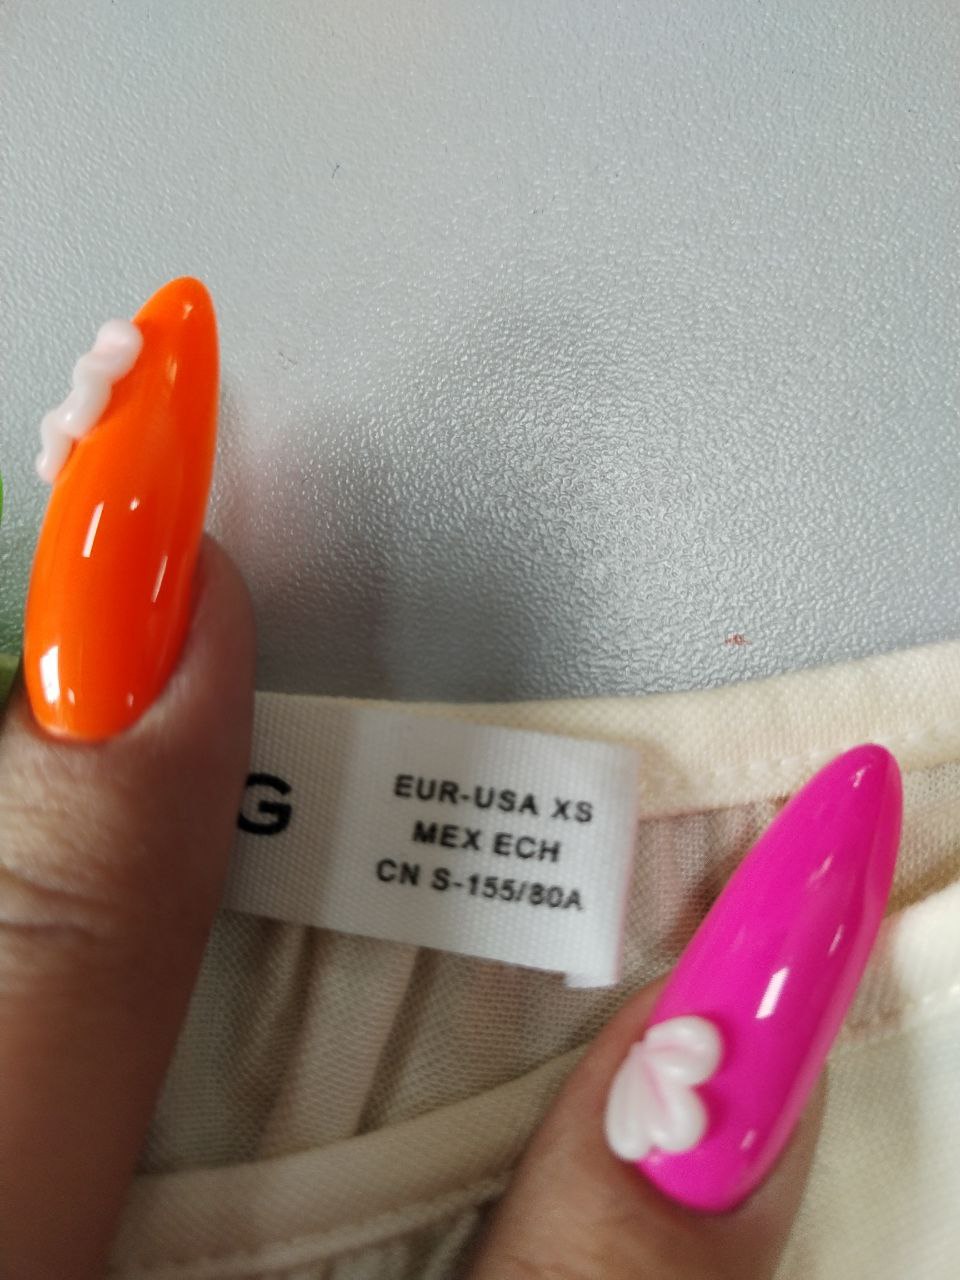 G
EUR-USA XS
MEX ECH
CN S-155/80A